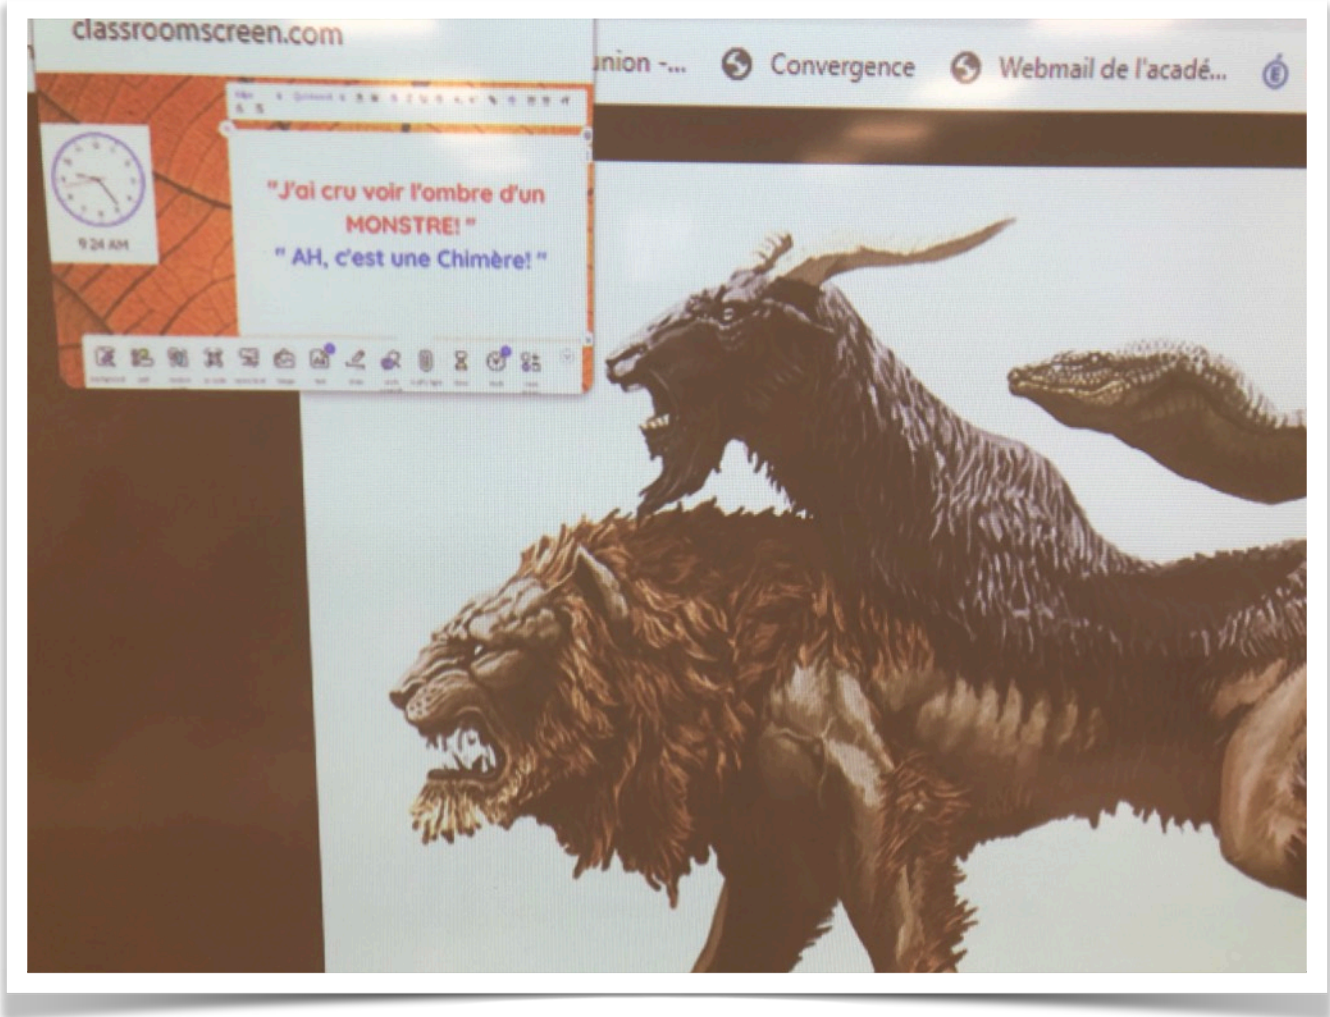 classroomscreen.com
union -...
Convergence
Webmail de l'acadé...
9 24 AM
"J'ai cru voir l'ombre d'un
MONSTRE! "
" AH, c'est une Chimère! "